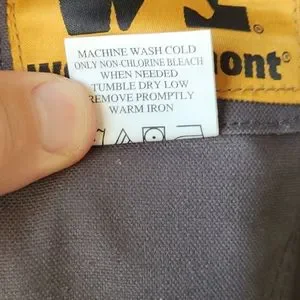 MACHINE WASH COLD
ONLY NON-CHLORINE BLEACH
WHEN NEEDED
TUMBLE DRY LOW
REMOVE PROMPTLY
WARM IRON